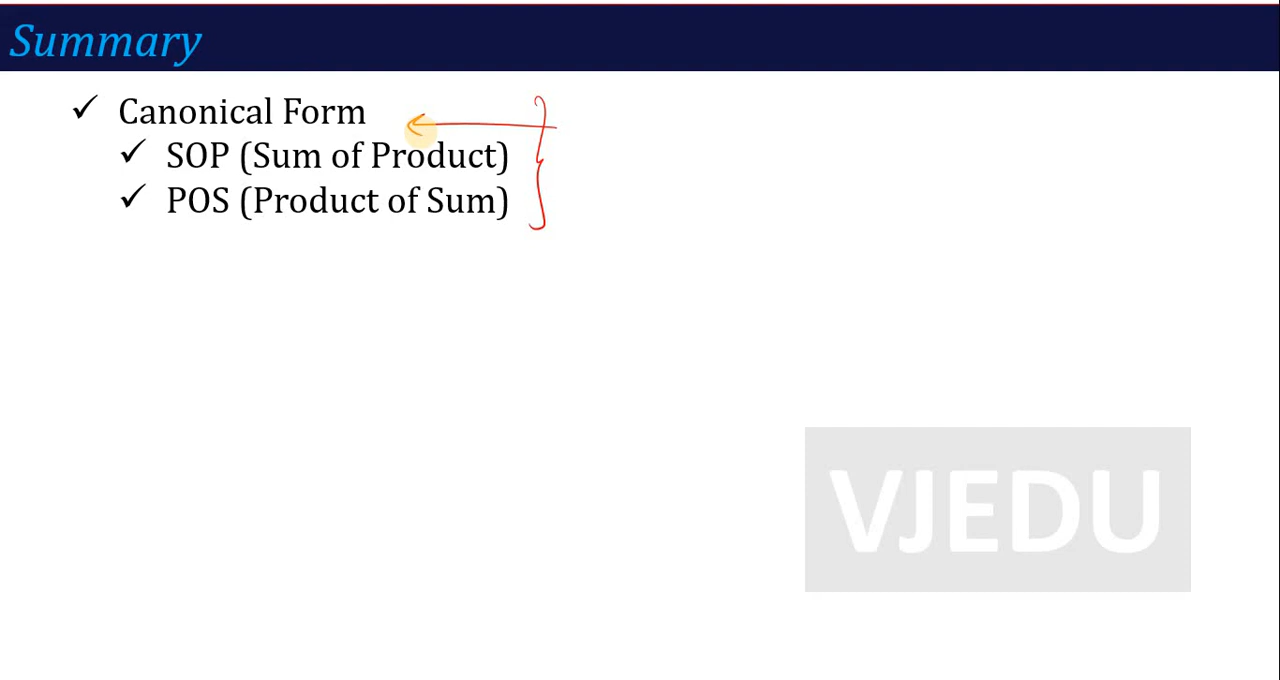 Summary
✓ Canonical Form
✓ SOP (Sum of Product)
✓ POS (Product of Sum)
VJEDU